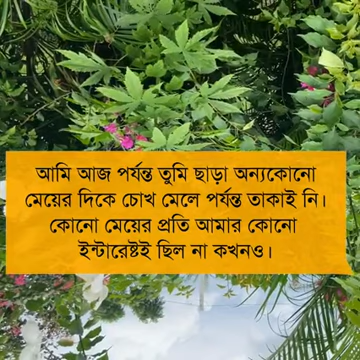 আমি আজ পর্যন্ত তুমি ছাড়া অন্যকোনো
মেয়ের দিকে চোখ মেলে পর্যন্ত তাকাই নি।
কোনো মেয়ের প্রতি আমার কোনো
ইন্টারেষ্টই ছিল না কখনও।